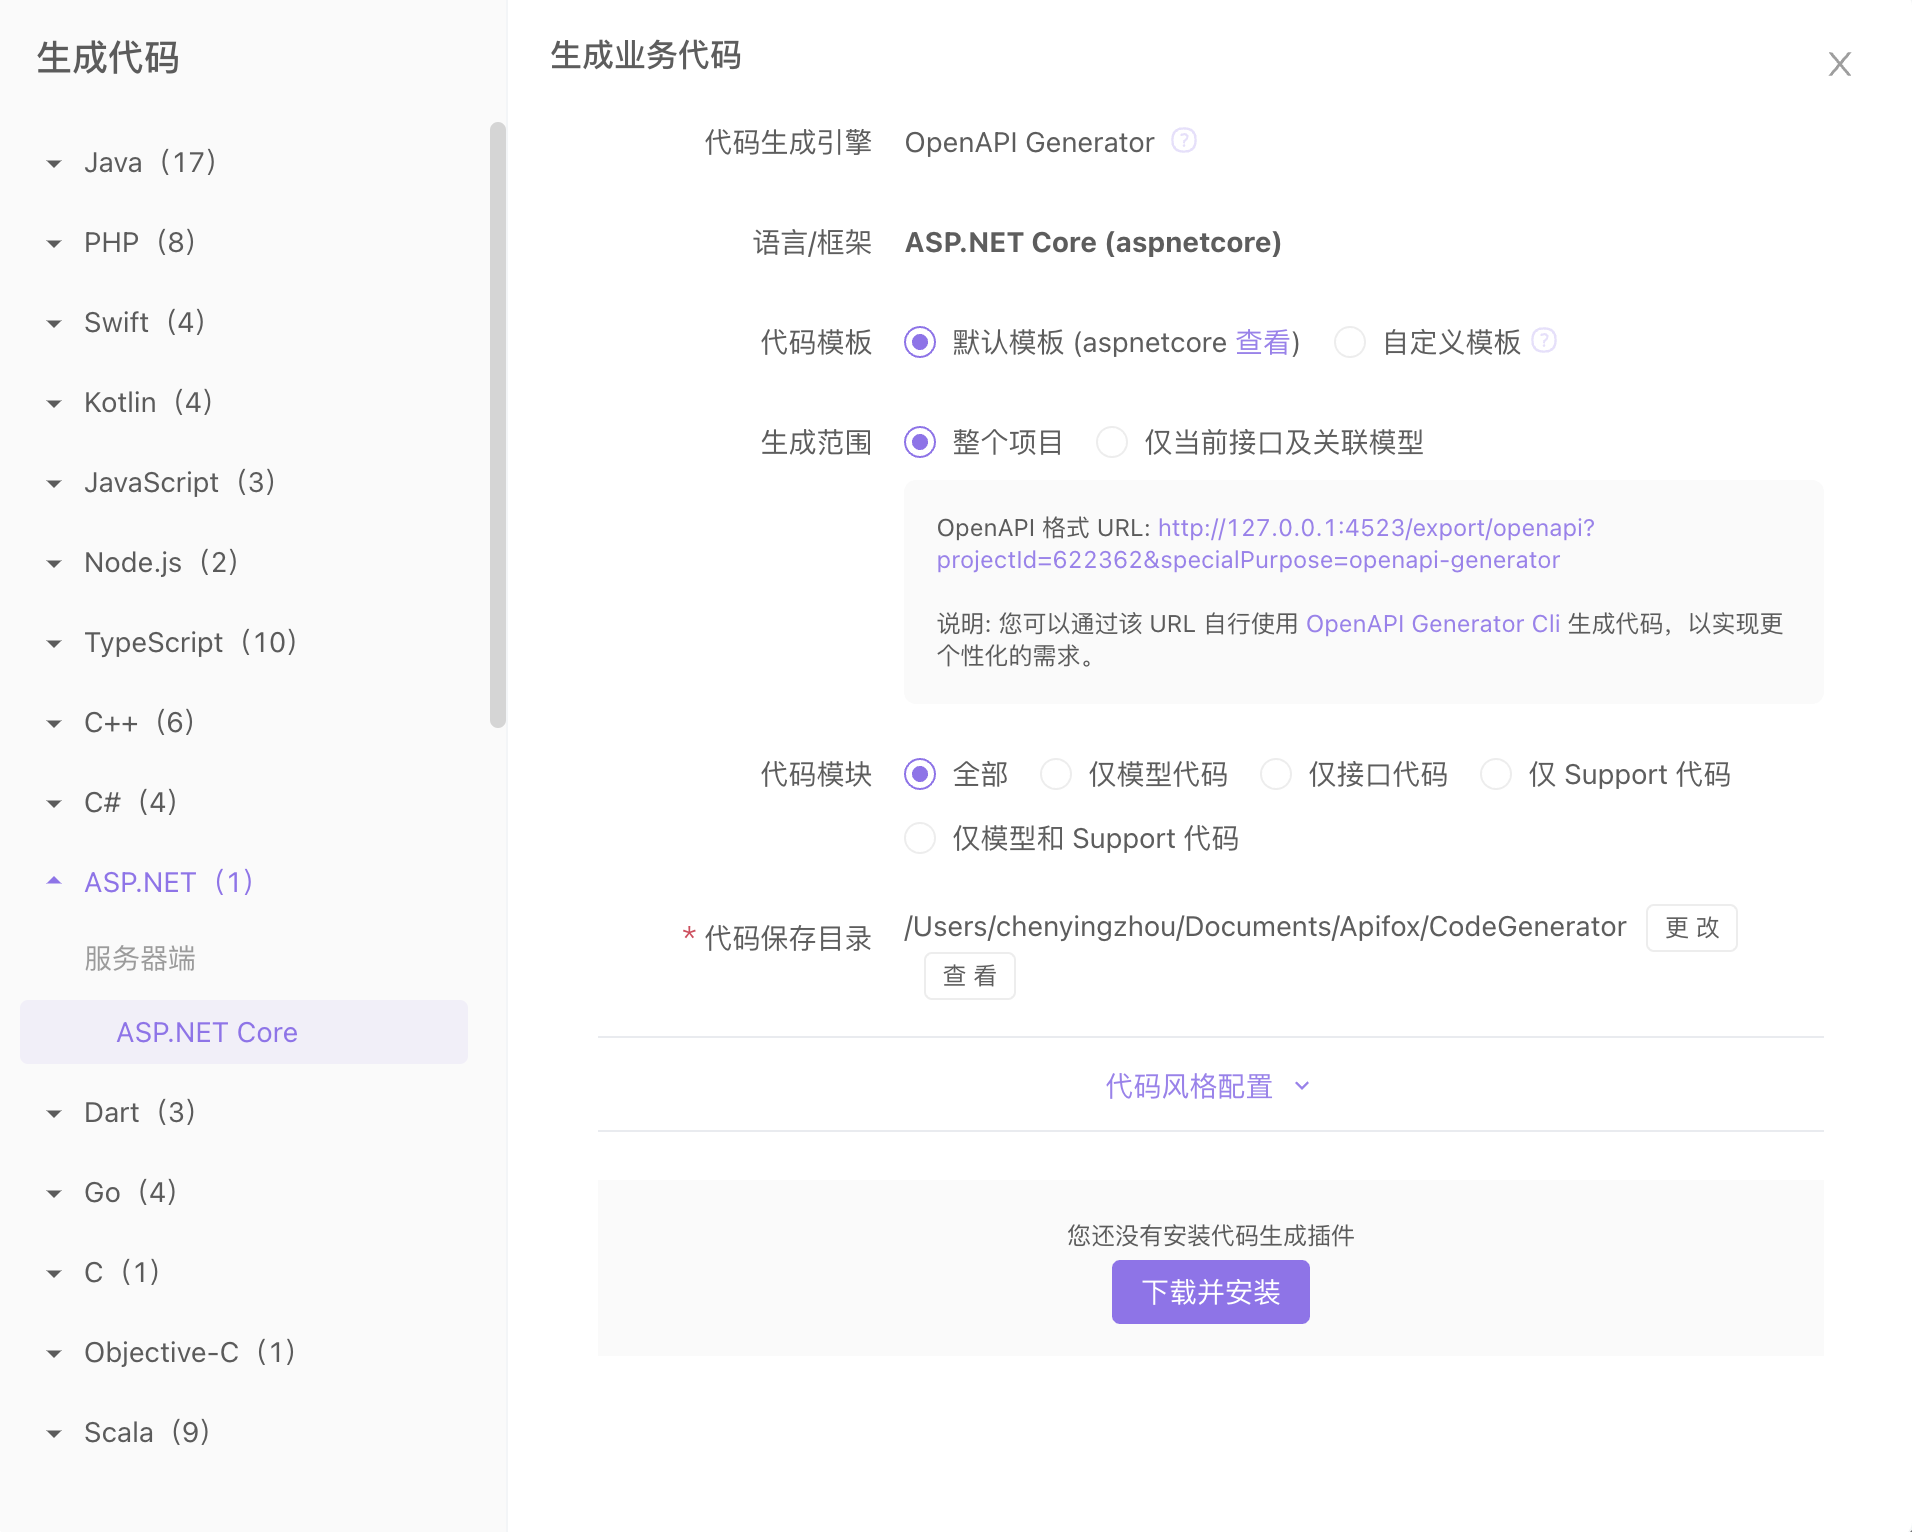 生成代码
Java（17）
PHP（8）
Swift（4）
Kotlin（4）
JavaScript（3）
Node.js（2）
TypeScript（10）
C++（6）
C#（4）
ASP.NET（1）
服务器端
ASP.NET Core
Dart（3）
Go（4）
C（1）
Objective-C（1）
Scala（9）
生成业务代码
代码生成引擎 OpenAPI Generator
语言/框架 ASP.NET Core (aspnetcore)
代码模板 默认模板 (aspnetcore 查看) 自定义模板
生成范围 整个项目 仅当前接口及关联模型
OpenAPI 格式 URL: http://127.0.0.1:4523/export/openapi?
projectId=622362&specialPurpose=openapi-generator
说明: 您可以通过该 URL 自行使用 OpenAPI Generator Cli 生成代码，以实现更
个性化的需求。
代码模块 全部 仅模型代码 仅接口代码 仅 Support 代码
仅模型和 Support 代码
* 代码保存目录 /Users/chenyingzhou/Documents/Apifox/CodeGenerator 更 改
查 看
代码风格配置
您还没有安装代码生成插件
下载并安装